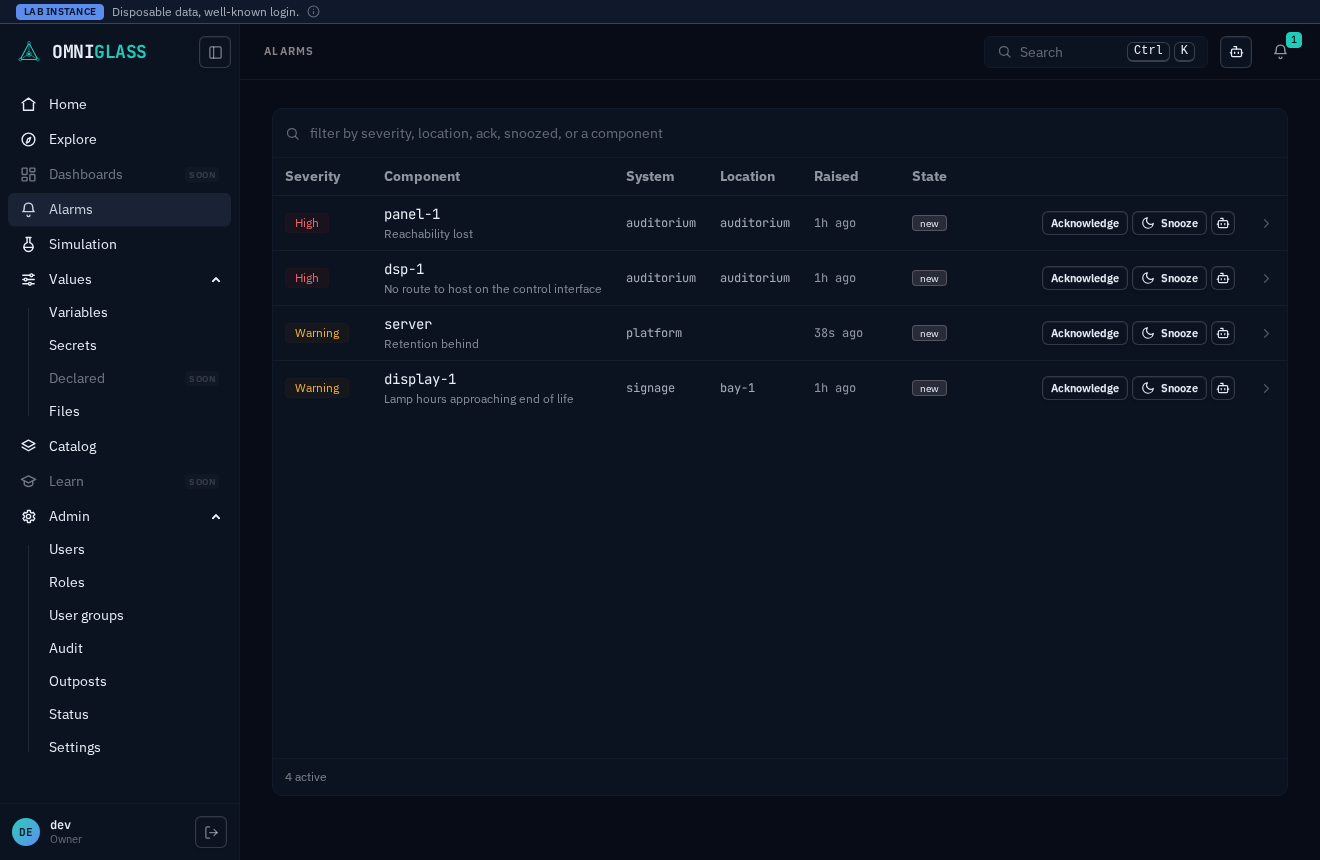 LAB INSTANCE Disposable data, well-known login.
OMNIGLASS
ALARMS
Search Ctrl K
1
Home
Explore
Dashboards SOON
Alarms
Simulation
Values
Variables
Secrets
Declared SOON
Files
Catalog
Learn SOON
Admin
Users
Roles
User groups
Audit
Outposts
Status
Settings
DE dev
Owner
filter by severity, location, ack, snoozed, or a component
Severity Component System Location Raised State
High panel-1 auditorium auditorium 1h ago new Acknowledge Snooze
Reachability lost
High dsp-1 auditorium auditorium 1h ago new Acknowledge Snooze
No route to host on the control interface
Warning server platform 38s ago new Acknowledge Snooze
Retention behind
Warning display-1 signage bay-1 1h ago new Acknowledge Snooze
Lamp hours approaching end of life
4 active